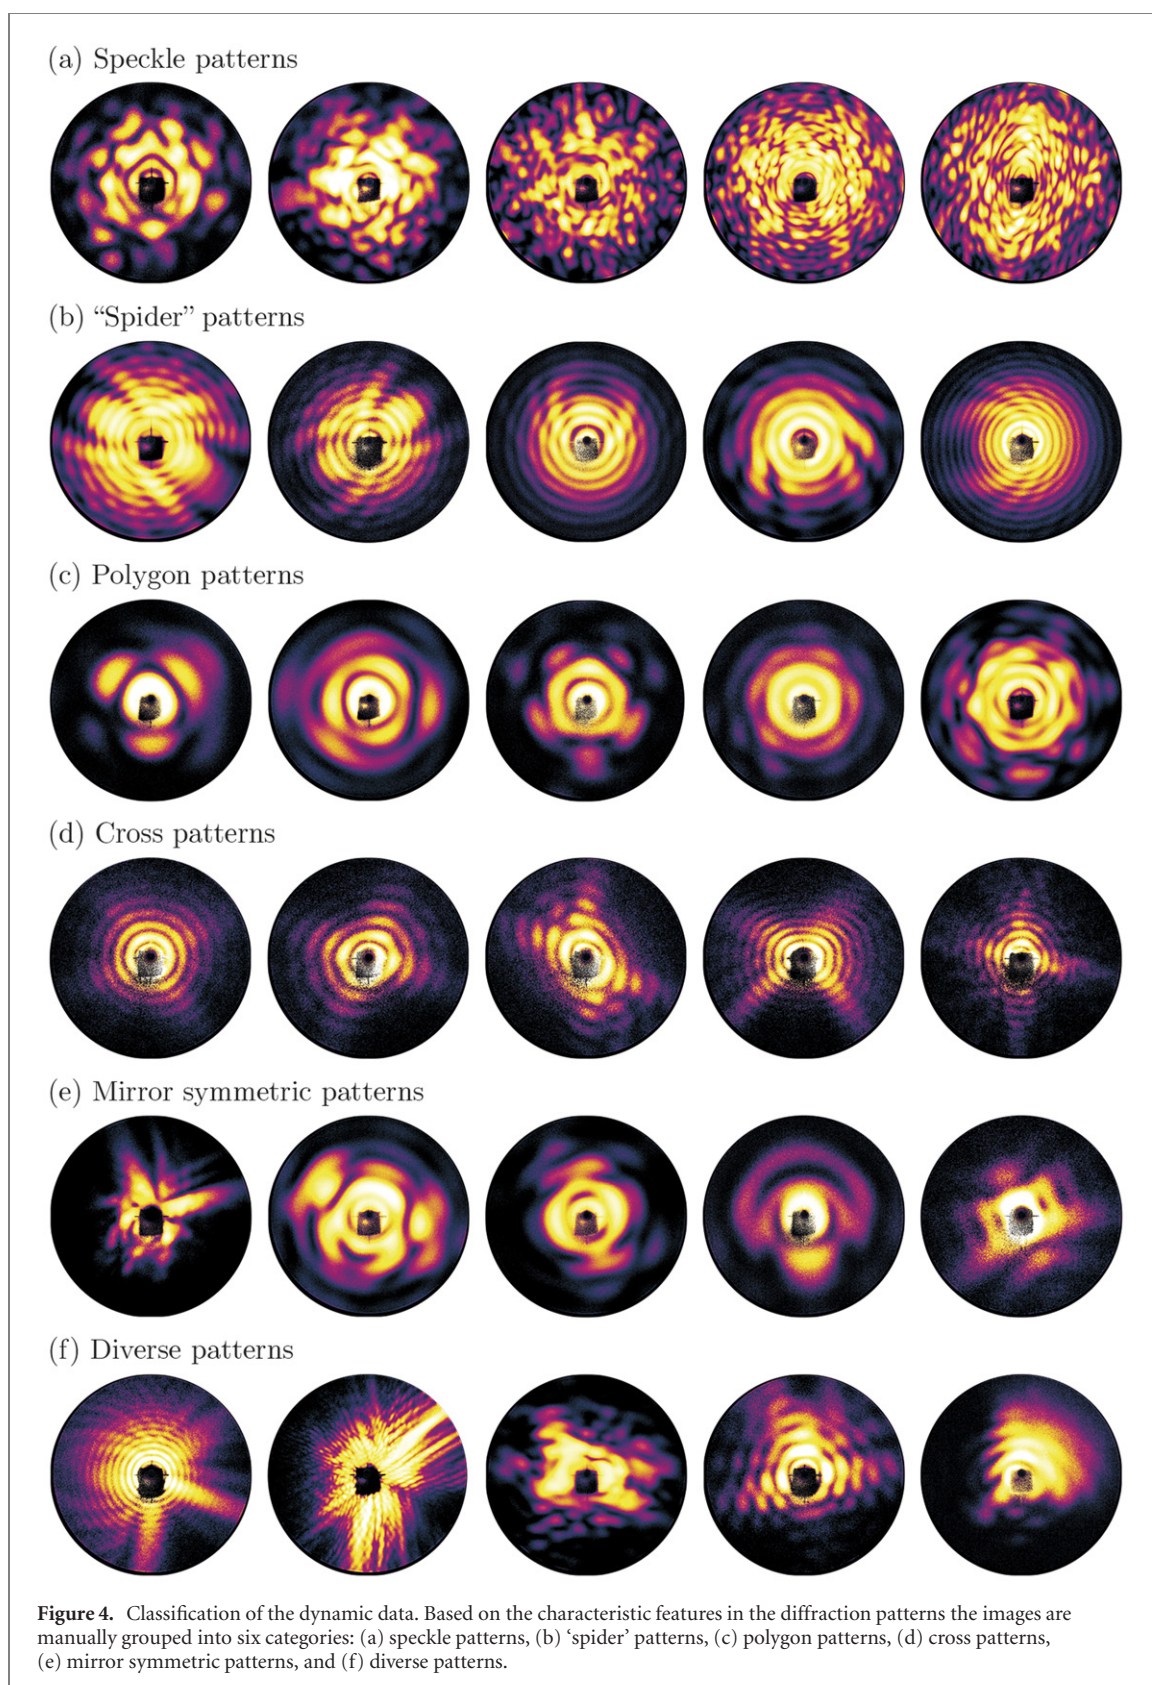 (a) Speckle patterns
(b) “Spider” patterns
(c) Polygon patterns
(d) Cross patterns
(e) Mirror symmetric patterns
(f) Diverse patterns
Figure 4. Classification of the dynamic data. Based on the characteristic features in the diffraction patterns the images are
manually grouped into six categories: (a) speckle patterns, (b) ‘spider’ patterns, (c) polygon patterns, (d) cross patterns,
(e) mirror symmetric patterns, and (f) diverse patterns.